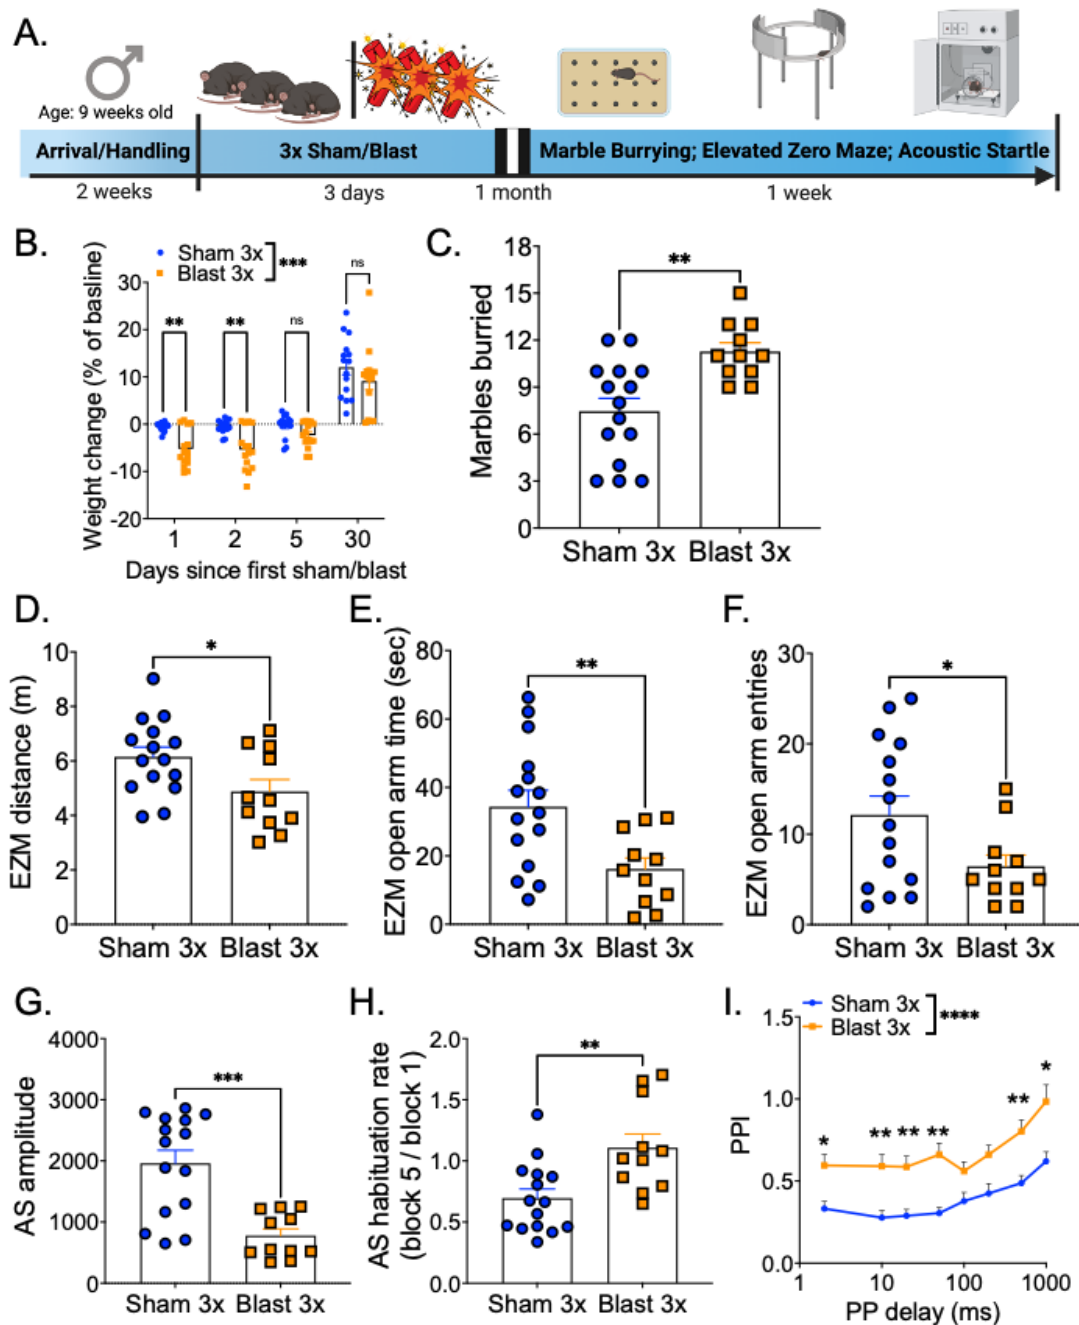 A.
Age: 9 weeks old
Arrival/Handling
3x Sham/Blast
Marble Burrying; Elevated Zero Maze; Acoustic Startle
2 weeks
3 days
1 month
1 week
B.
Sham 3x
Blast 3x
***
Weight change (% of basline)
30
20
10
0
-10
-20
**
**
ns
ns
1
2
5
30
Days since first sham/blast
C.
Marbles burried
18
15
12
9
6
3
0
**
Sham 3x
Blast 3x
D.
EZM distance (m)
10
8
6
4
2
0
*
Sham 3x
Blast 3x
E.
EZM open arm time (sec)
80
60
40
20
0
**
Sham 3x
Blast 3x
F.
EZM open arm entries
30
20
10
0
*
Sham 3x
Blast 3x
G.
AS amplitude
4000
3000
2000
1000
0
***
Sham 3x
Blast 3x
H.
AS habituation rate
(block 5 / block 1)
2.0
1.5
1.0
0.5
0.0
**
Sham 3x
Blast 3x
I.
Sham 3x
Blast 3x
****
PPI
1.5
1.0
0.5
0.0
*
**
**
**
**
*
1
10
100
1000
PP delay (ms)